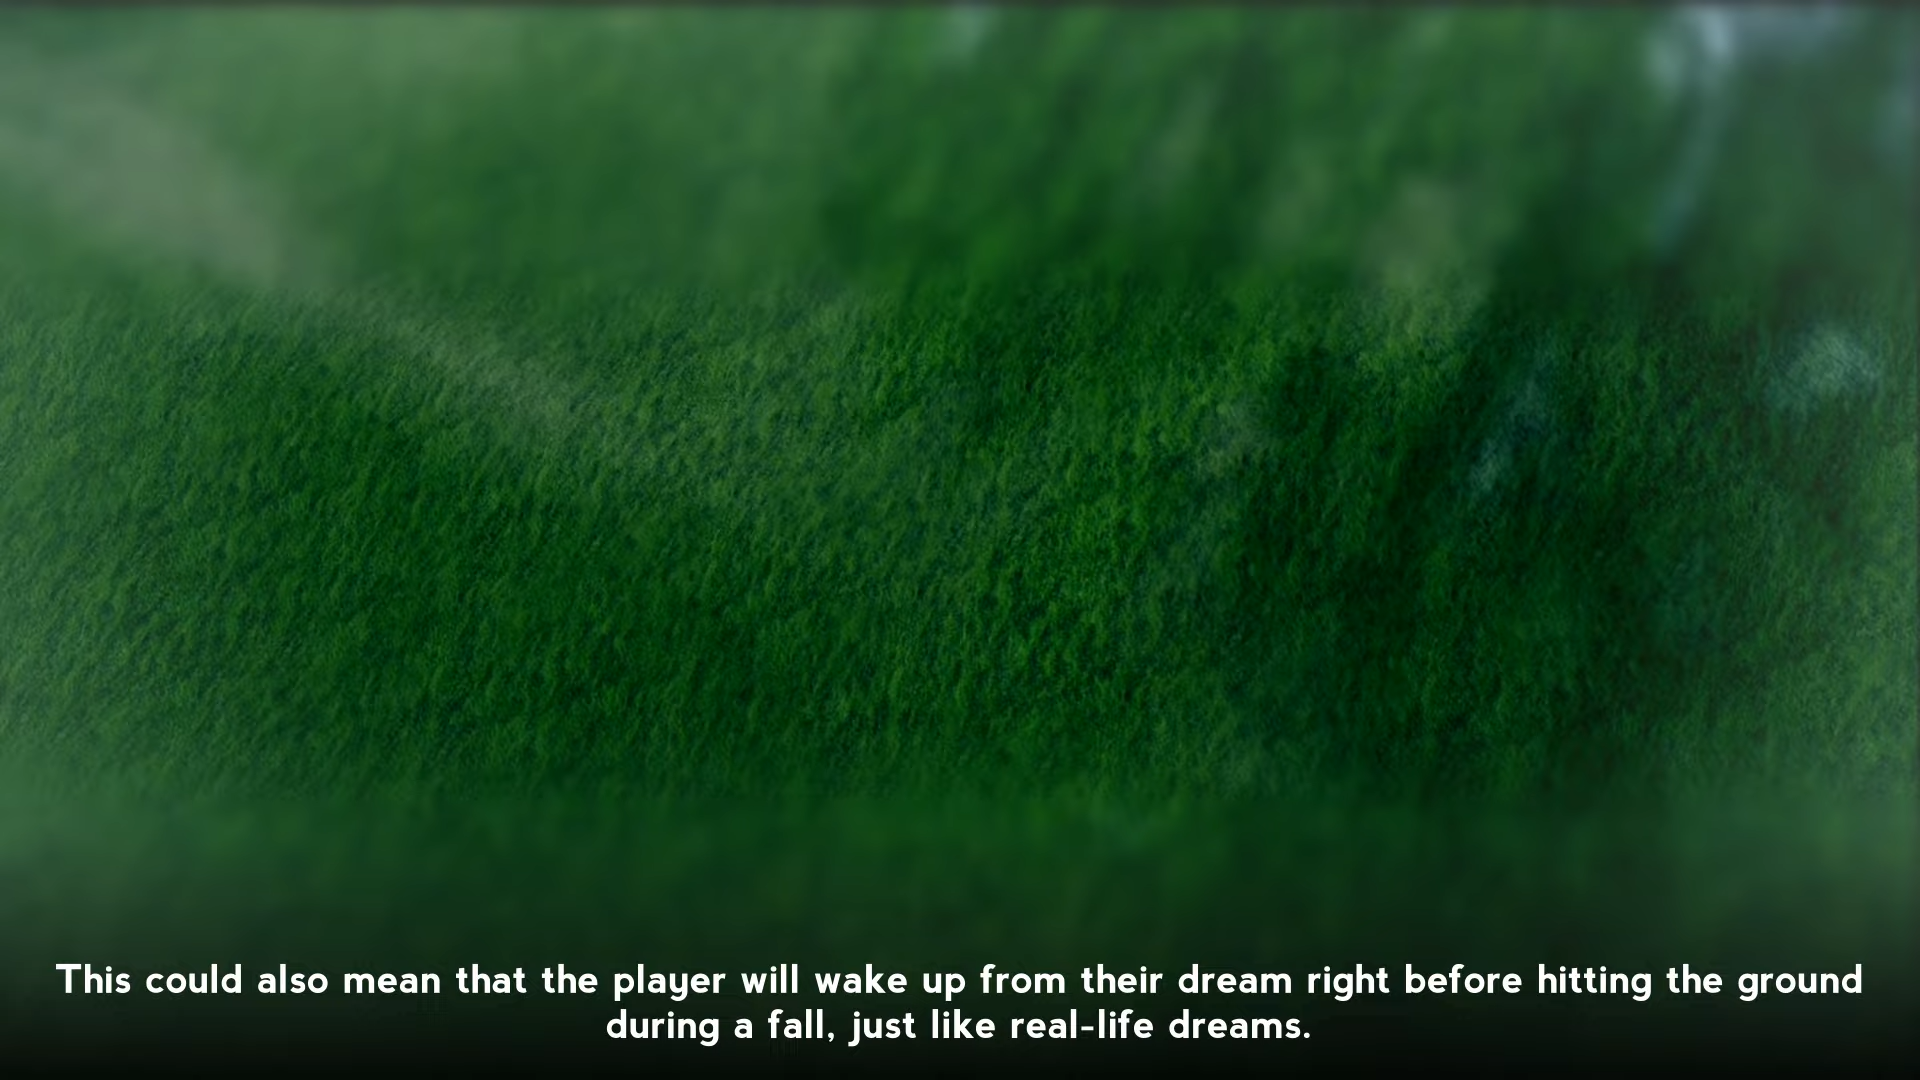 This could also mean that the player will wake up from their dream right before hitting the ground
during a fall, just like real-life dreams.